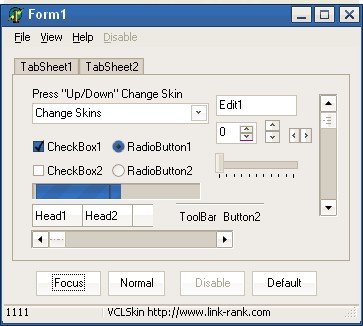 Form1
File View Help Disable
TabSheet1 TabSheet2
Press "Up/Down" Change Skin
Change Skins
Edit1
0
CheckBox1 RadioButton1
CheckBox2 RadioButton2
Head1 Head2
ToolBar Button2
Focus Normal Disable Default
1111 VCLSkin http://www.link-rank.com